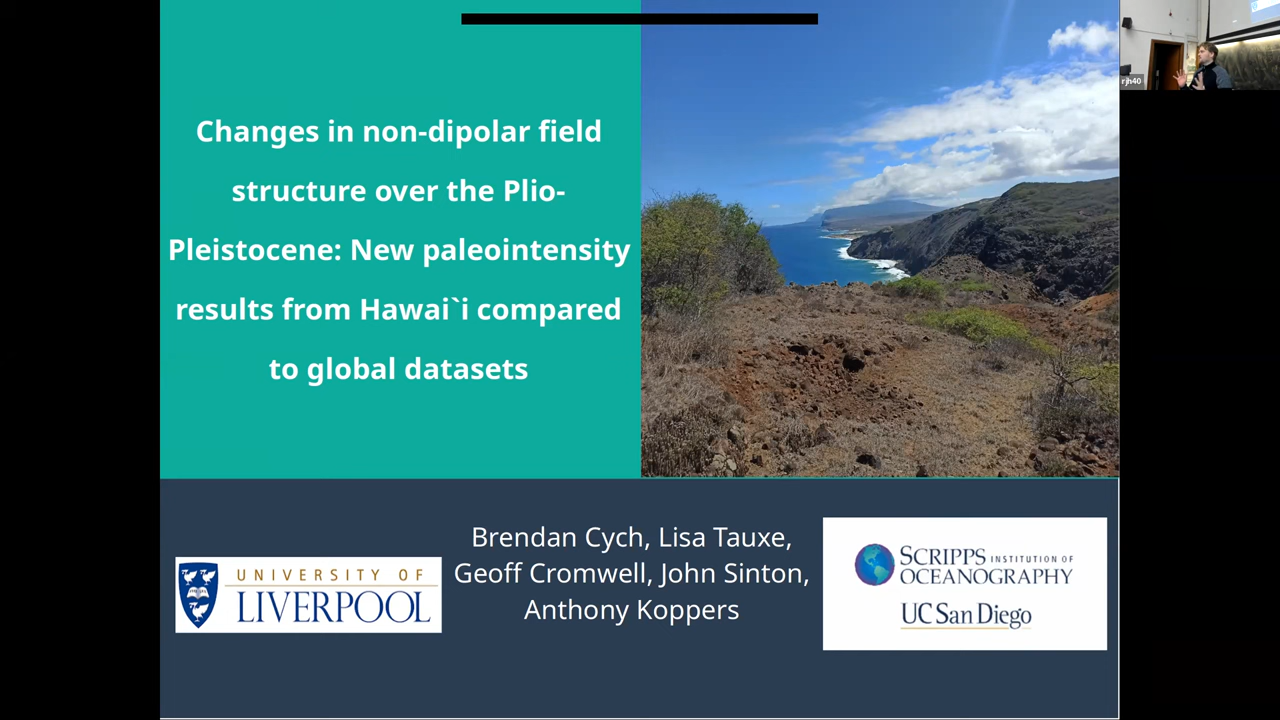 Changes in non-dipolar field
structure over the Plio-
Pleistocene: New paleointensity
results from Hawai`i compared
to global datasets
Brendan Cych, Lisa Tauxe,
Geoff Cromwell, John Sinton,
Anthony Koppers
UNIVERSITY OF
LIVERPOOL
SCRIPPS INSTITUTION OF
OCEANOGRAPHY
UC San Diego
rjh40